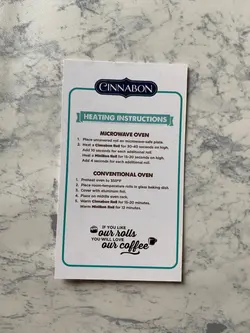 CINNABON
HEATING INSTRUCTIONS
MICROWAVE OVEN
1. Place uncovered roll on microwave-safe plate.
2. Heat a Cinnabon Roll for 30-40 seconds on high.
Add 10 seconds for each additional roll.
Heat a MiniBon Roll for 15-20 seconds on high.
Add 4 seconds for each additional roll.
CONVENTIONAL OVEN
1. Preheat oven to 350°F
2. Place room-temperature rolls in glass baking dish.
3. Cover with aluminum foil.
4. Place on middle oven rack.
5. Warm Cinnabon Roll for 15-20 minutes.
Warm MiniBon Roll for 12 minutes.
IF YOU LIKE
our rolls
YOU WILL LOVE
our coffee